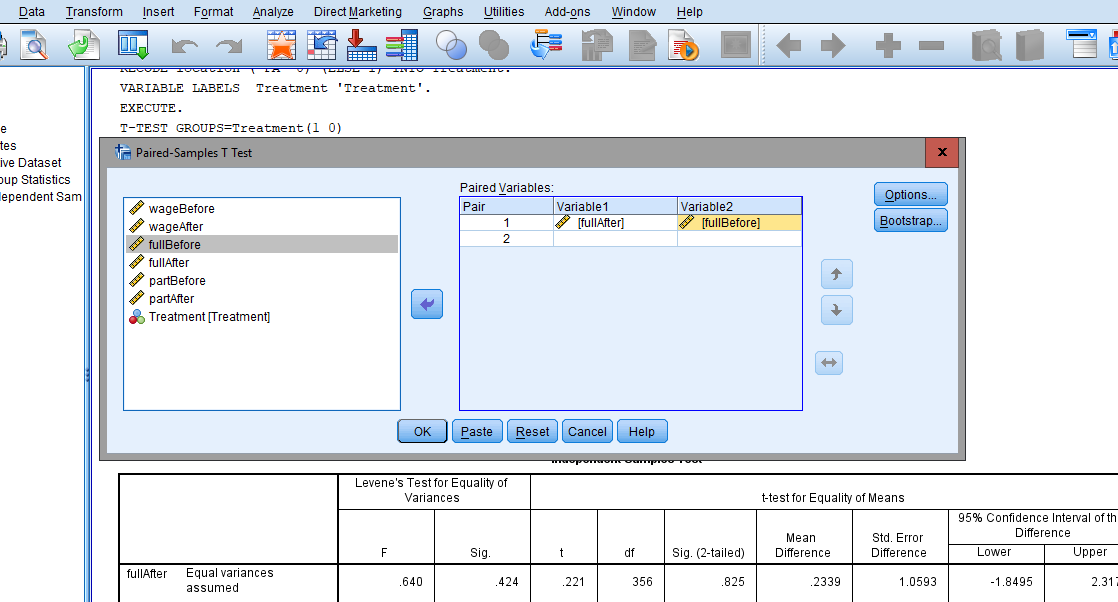 Data Transform Insert Format Analyze Direct Marketing Graphs Utilities Add-ons Window Help
VARIABLE LABELS  Treatment 'Treatment'.
EXECUTE.
T-TEST GROUPS=Treatment(1 0)
e
tes
ive Dataset
oup Statistics
dependent Sam
Paired-Samples T Test
x
wageBefore
wageAfter
fullBefore
fullAfter
partBefore
partAfter
Treatment [Treatment]
Paired Variables:
Pair Variable1 Variable2
1 [fullAfter] [fullBefore]
2
Options...
Bootstrap...
OK Paste Reset Cancel Help
Levene's Test for Equality of
Variances
t-test for Equality of Means
F Sig. t df Sig. (2-tailed)
Mean
Difference
Std. Error
Difference
95% Confidence Interval of th
Difference
Lower Upper
fullAfter Equal variances
assumed
.640 .424 .221 356 .825 .2339 1.0593 -1.8495 2.317